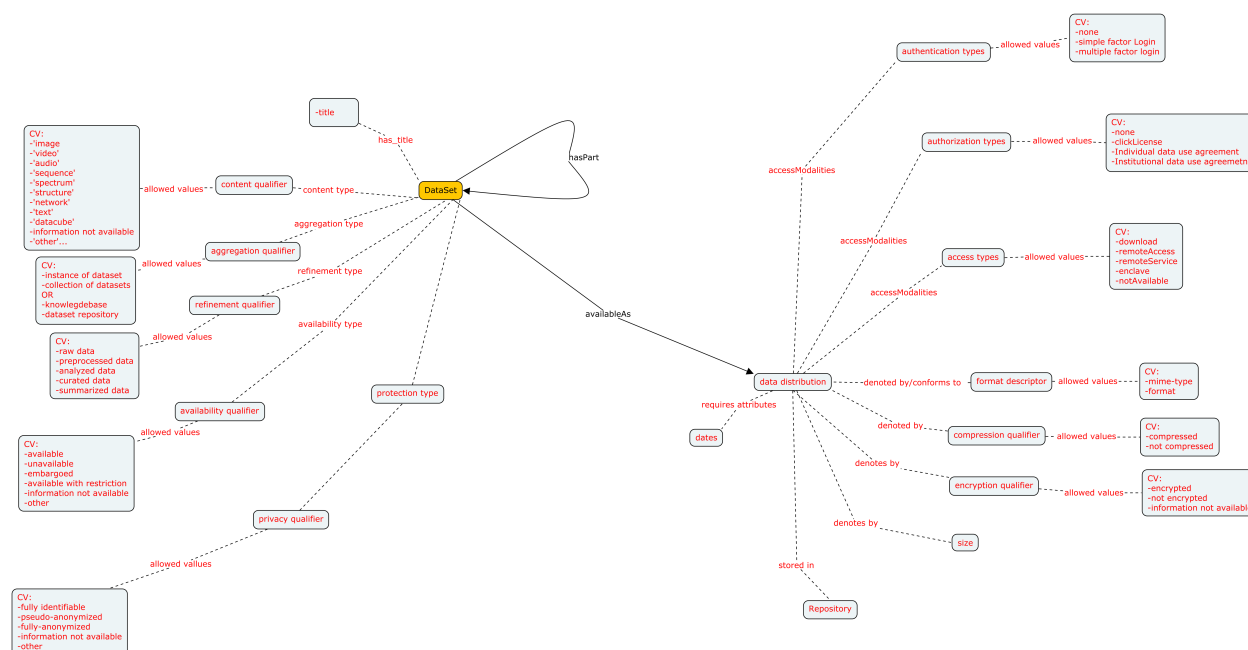 -title
has_title
hasPart
DataSet
CV:
-'image
-'video'
-'audio'
-'sequence'
-'spectrum'
-'structure'
-'network'
-'text'
-'datacube'
-information not available
-'other'...
allowed values
content qualifier
content type
CV:
-instance of dataset
-collection of datasets
OR
-knowlegdebase
-dataset repository
allowed values
aggregation qualifier
aggregation type
CV:
-raw data
-preprocessed data
-analyzed data
-curated data
-summarized data
allowed values
refinement qualifier
refinement type
CV:
-available
-unavailable
-embargoed
-available with restriction
-information not available
-other
allowed values
availability qualifier
availability type
protection type
privacy qualifier
allowed vallues
CV:
-fully identifiable
-pseudo-anonymized
-fully-anonymized
-information not available
-other
availableAs
data distribution
accessModalities
authentication types
allowed values
CV:
-none
-simple factor Login
-multiple factor login
accessModalities
authorization types
allowed values
CV:
-none
-clickLicense
-Individual data use agreement
-Institutional data use agreemetn
accessModalities
access types
allowed values
CV:
-download
-remoteAccess
-remoteService
-enclave
-notAvailable
denoted by/conforms to
format descriptor
allowed values
CV:
-mime-type
-format
requires attributes
dates
denoted by
compression qualifier
allowed values
CV:
-compressed
-not compressed
denotes by
encryption qualifier
allowed values
CV:
-encrypted
-not encrypted
-information not available
denotes by
size
stored in
Repository